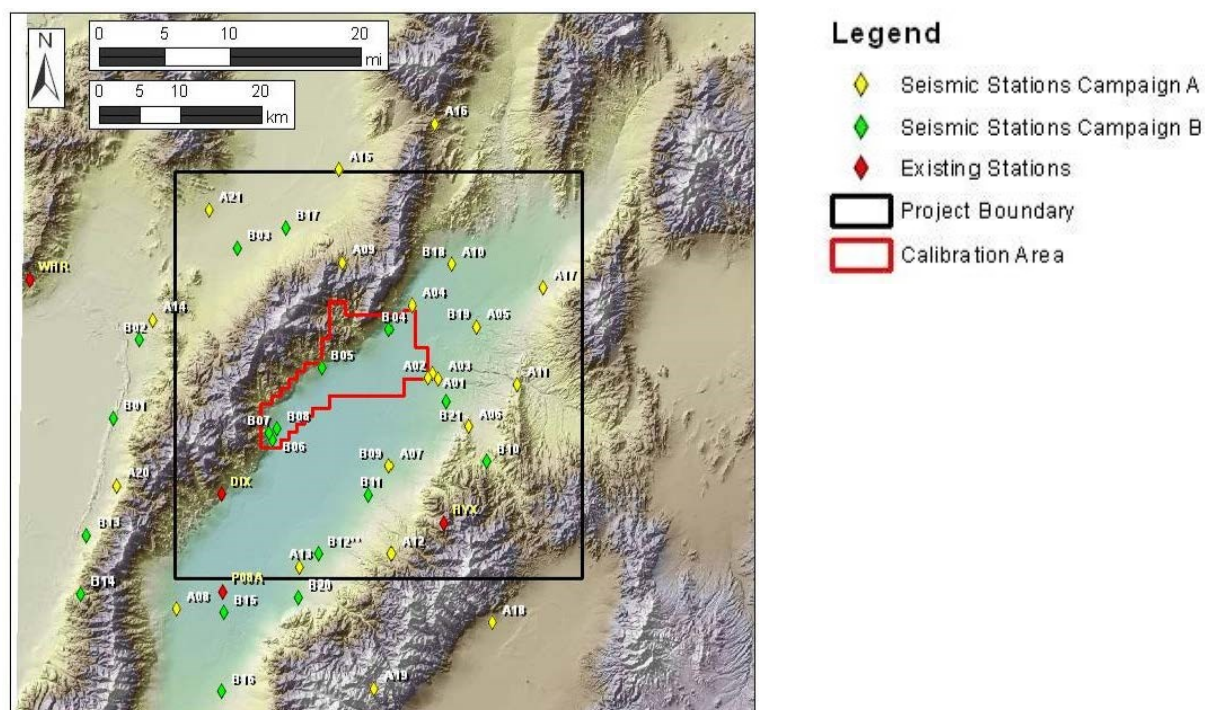 N
0 5 10 20
mi
0 5 10 20
km
A16
A15
A21
B17
B03
A09
B18 A10
WHR
A17
A14
A04
B02
B04
B19 A05
B05
A02 A03
A01
A11
B01
B21
A06
B07 B08
B06
B10
B09 A07
A20
DIX
B11
RYX
B13
B12**
A12
A13
B14
P08A
B20
A08
B15
A18
B16
A19
Legend
Seismic Stations Campaign A
Seismic Stations Campaign B
Existing Stations
Project Boundary
Calibration Area